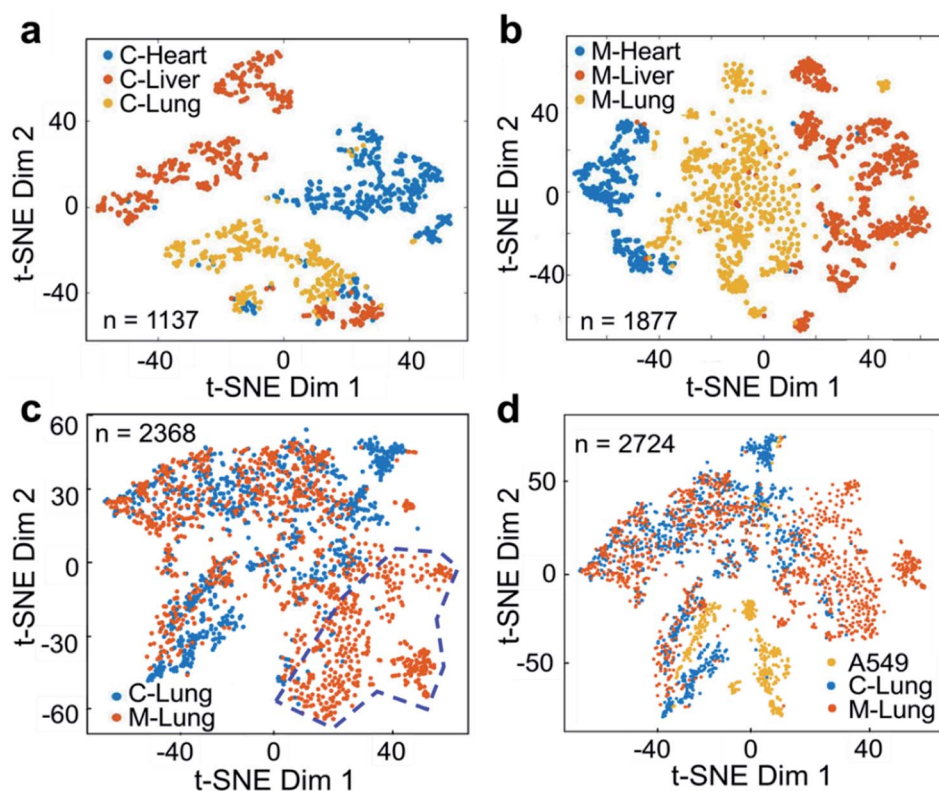 a
C-Heart
C-Liver
C-Lung
t-SNE Dim 2
40
0
-40
n = 1137
-40
0
40
t-SNE Dim 1
b
M-Heart
M-Liver
M-Lung
t-SNE Dim 2
40
0
-40
n = 1877
-40
0
40
t-SNE Dim 1
c
n = 2368
t-SNE Dim 2
60
30
0
-30
-60
C-Lung
M-Lung
-40
0
40
t-SNE Dim 1
d
n = 2724
t-SNE Dim 2
50
0
-50
A549
C-Lung
M-Lung
-40
0
40
t-SNE Dim 1